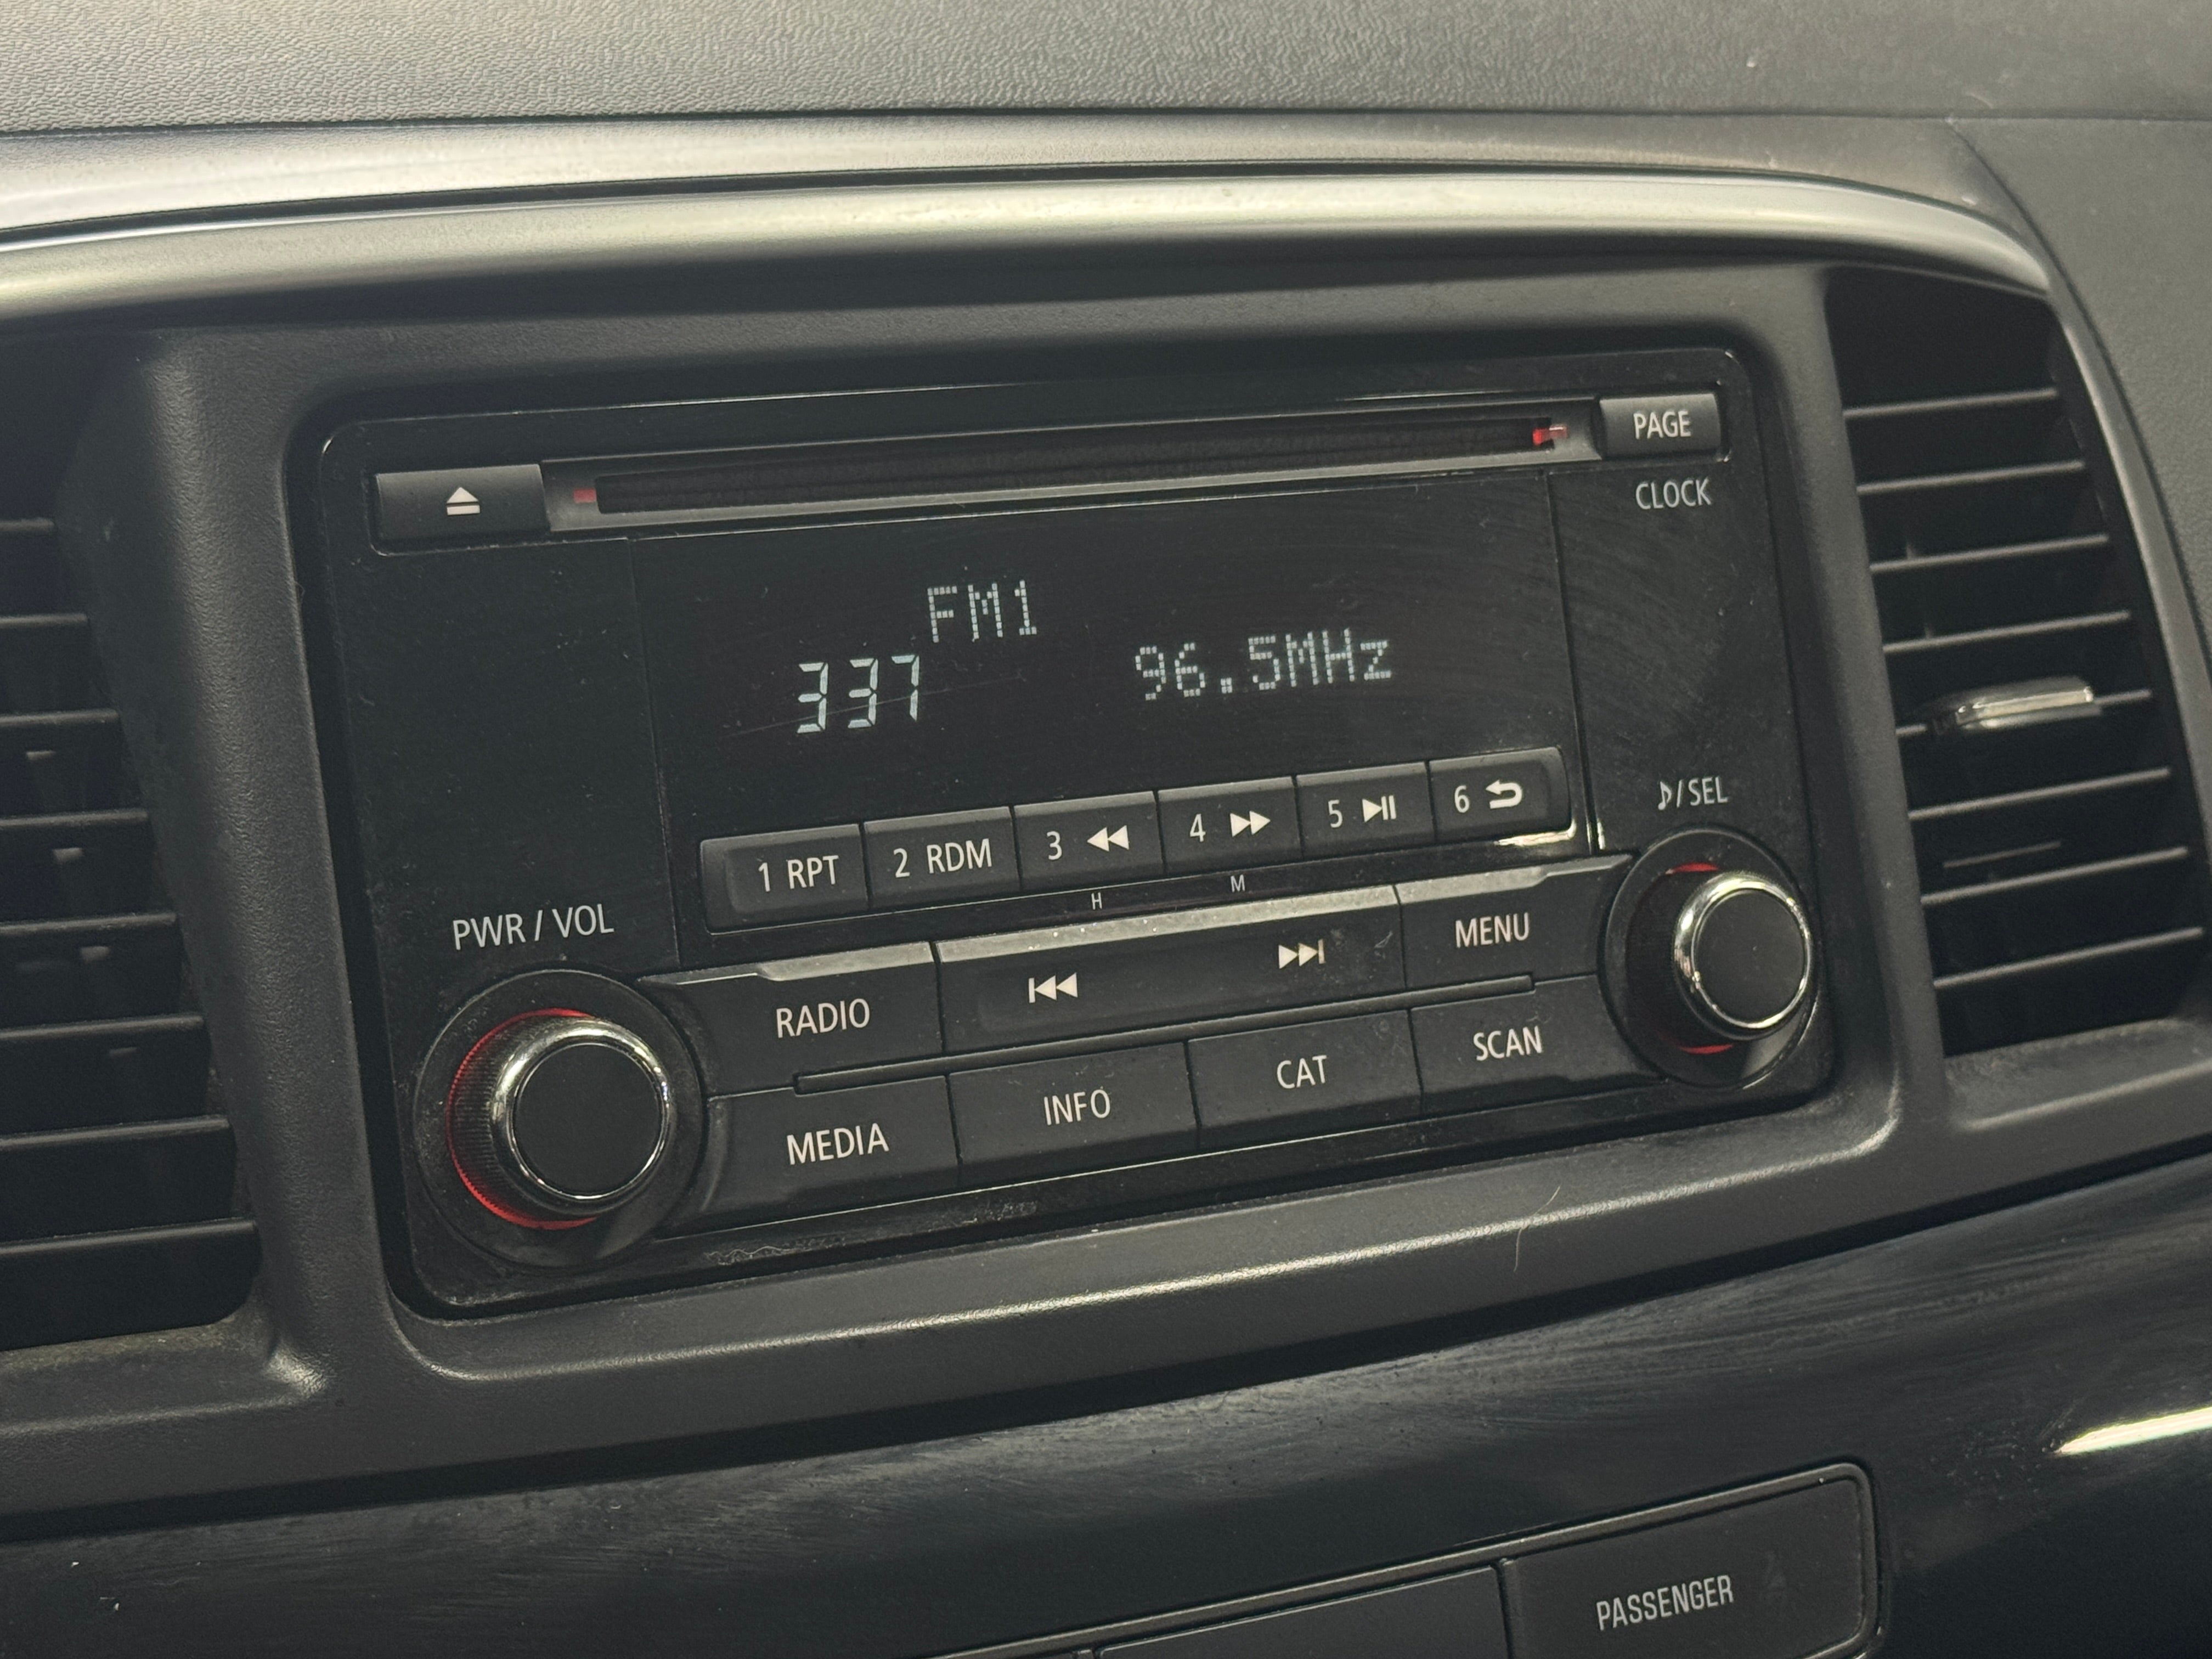 PAGE
CLOCK
FM1
337 96.5MHz
♪/SEL
1 RPT 2 RDM 3 4 5 6
H M
PWR / VOL
RADIO MENU
MEDIA INFO CAT SCAN
PASSENGER